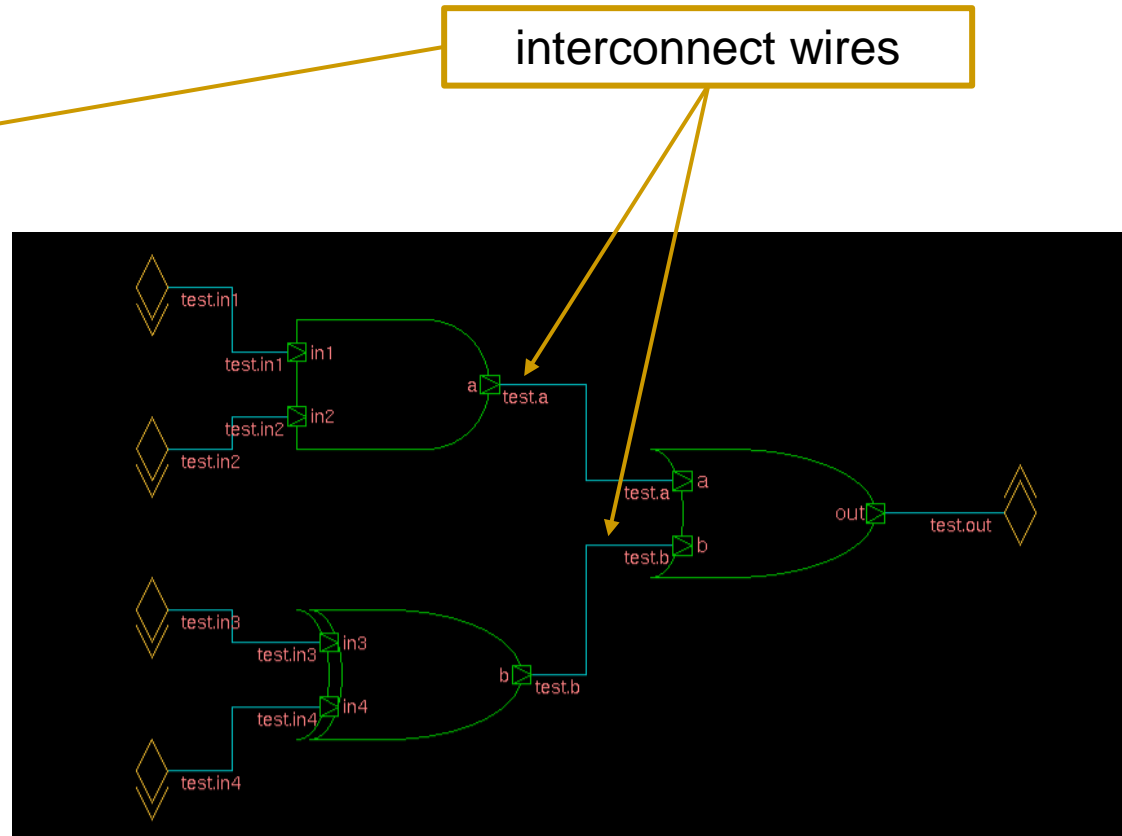 interconnect wires
test.in1
test.in1
in1
a
test.a
test.in2
in2
test.in2
test.a
a
out
test.out
test.b
b
test.in3
test.in3
in3
b
test.b
test.in4
in4
test.in4